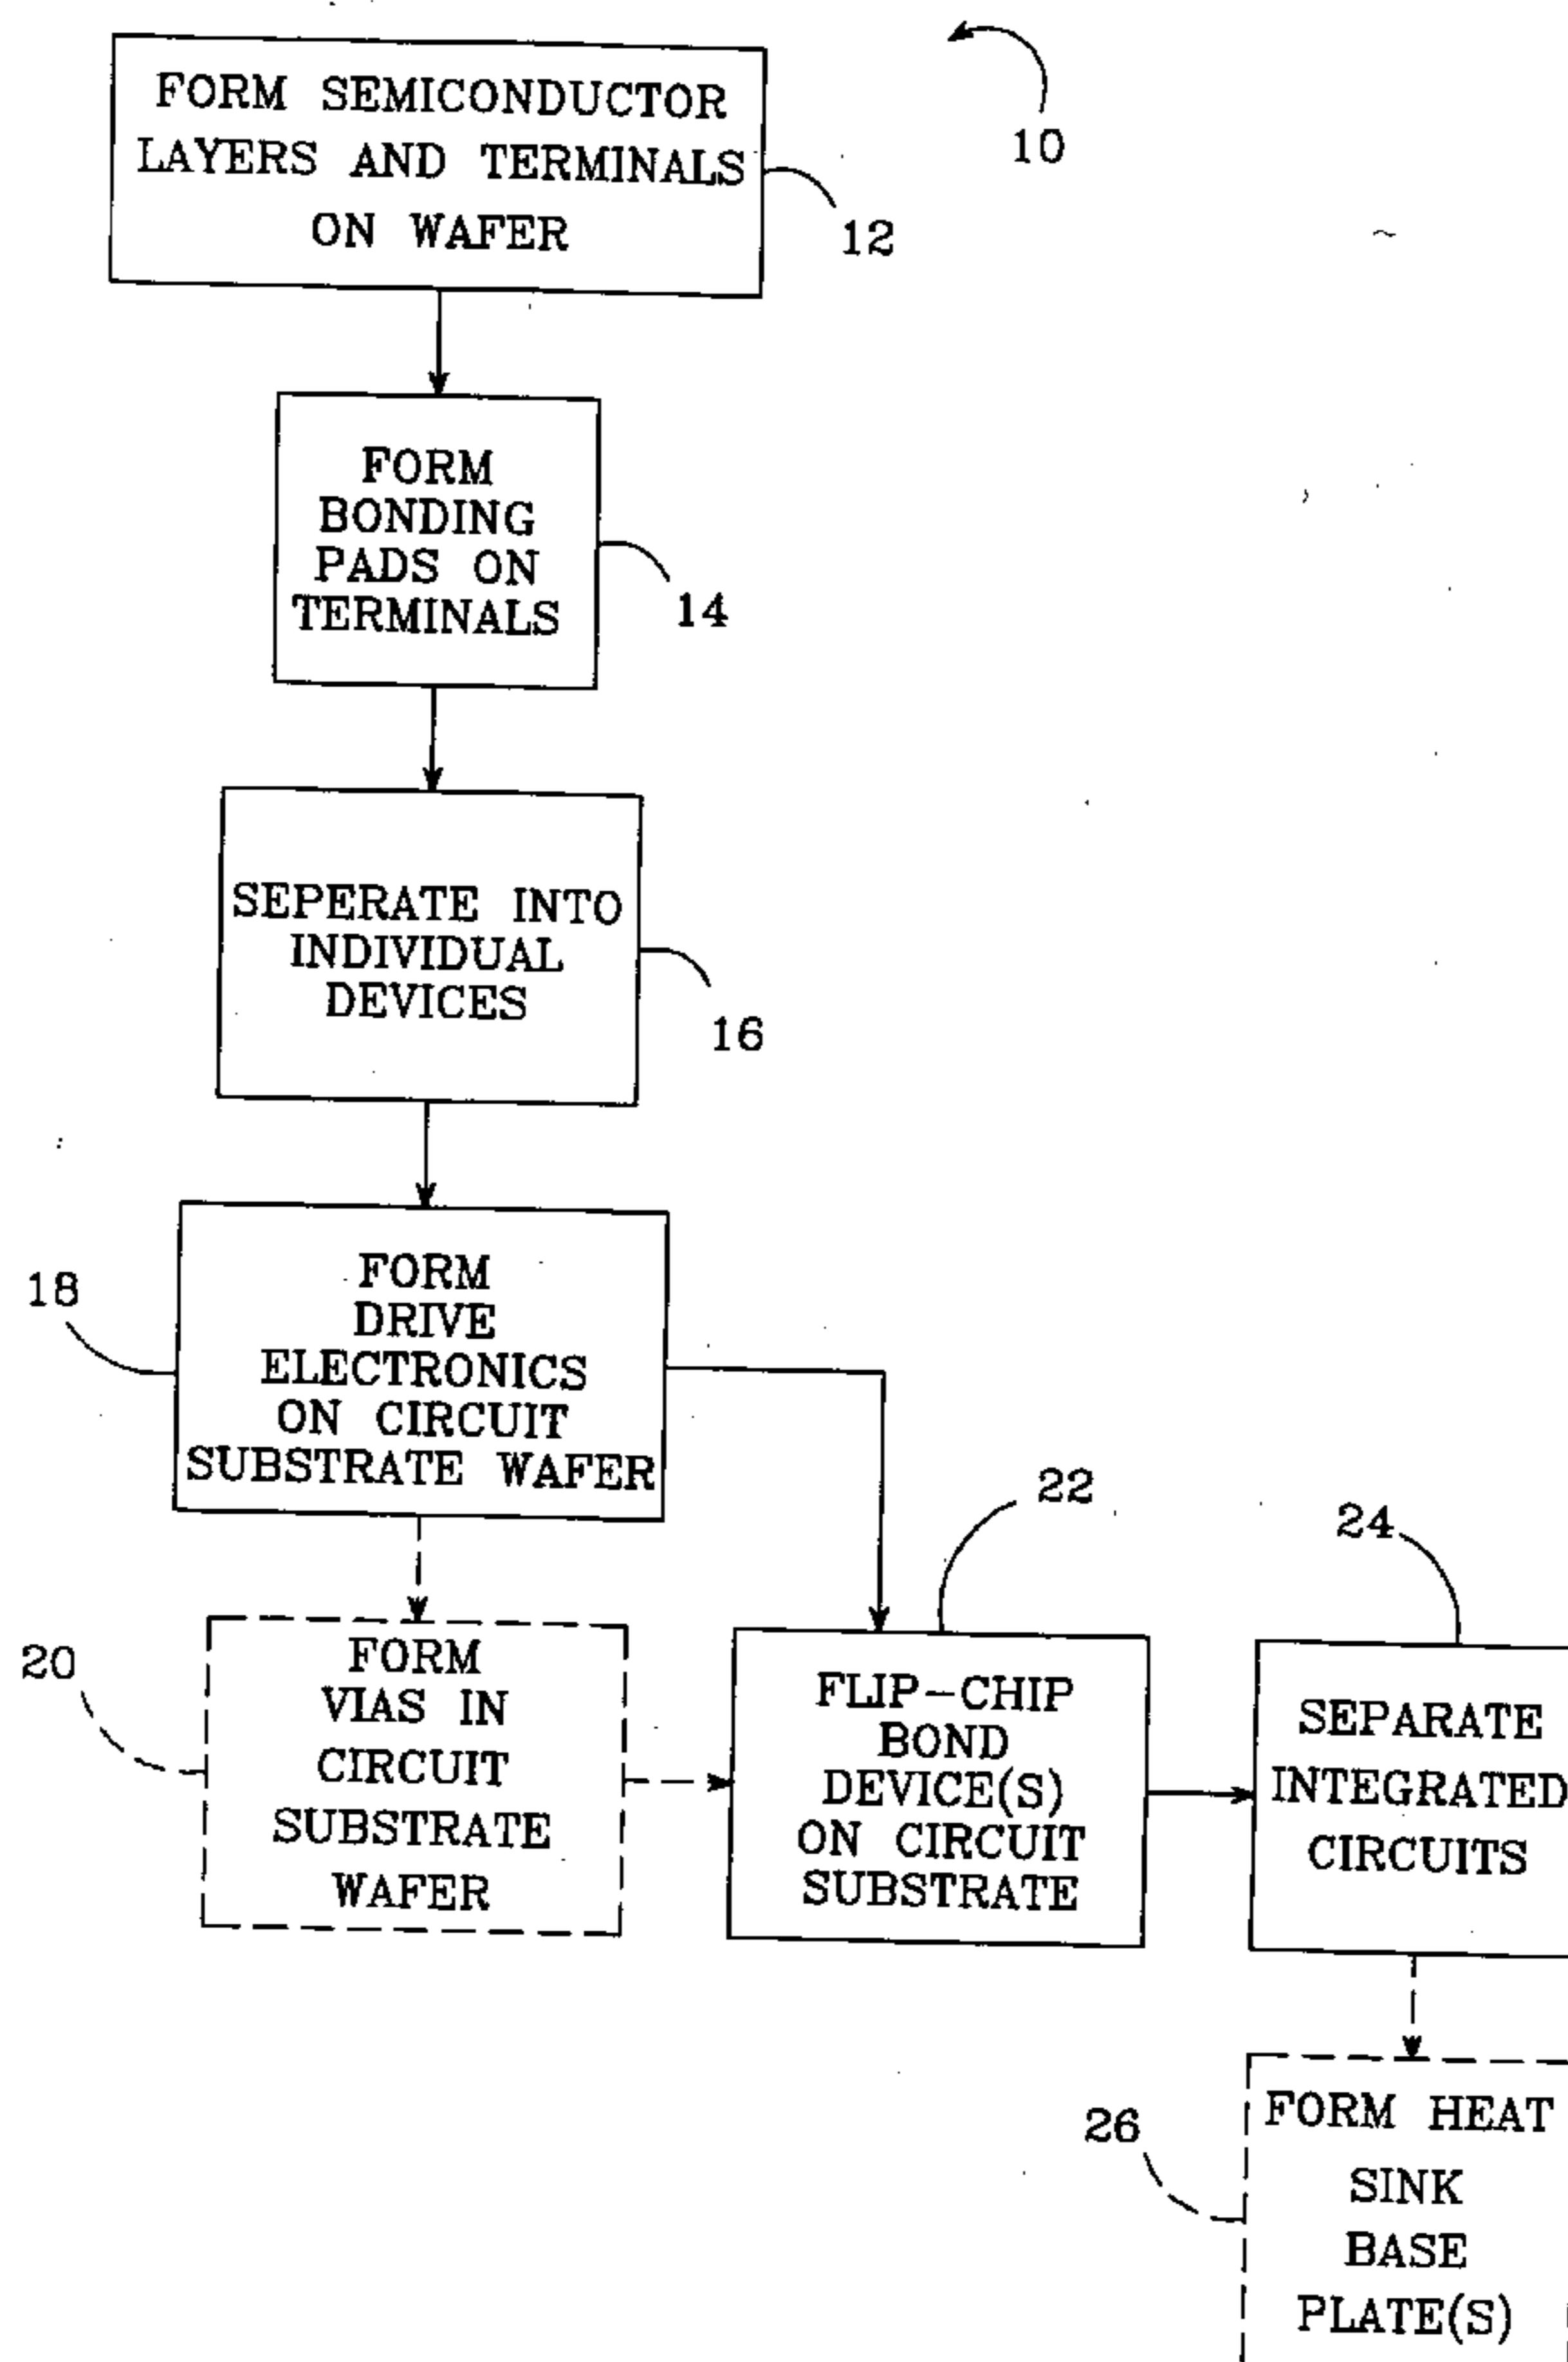 10
FORM SEMICONDUCTOR
LAYERS AND TERMINALS
ON WAFER
12
FORM
BONDING
PADS ON
TERMINALS
14
SEPERATE INTO
INDIVIDUAL
DEVICES
16
18
FORM
DRIVE
ELECTRONICS
ON CIRCUIT
SUBSTRATE WAFER
20
FORM
VIAS IN
CIRCUIT
SUBSTRATE
WAFER
22
FLIP-CHIP
BOND
DEVICE(S)
ON CIRCUIT
SUBSTRATE
24
SEPARATE
INTEGRATED
CIRCUITS
26
FORM HEAT
SINK
BASE
PLATE(S)